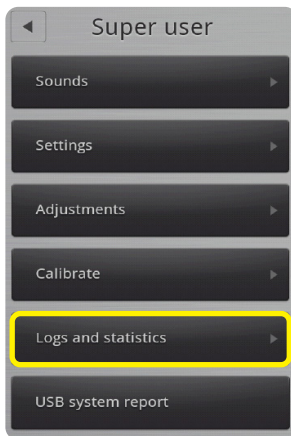 Super user
Sounds
Settings
Adjustments
Calibrate
Logs and statistics
USB system report